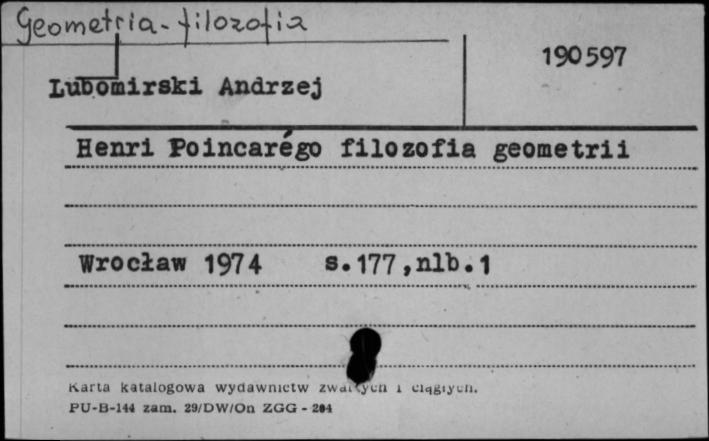 Geometria - filozofia
190597
Lubomirski Andrzej
Henri Poincarégo filozofia geometrii
Wrocław 1974 s.177,nlb.1
Karta katalogowa wydawnictw zwartych i ciągłych.
PU-B-144 zam. 29/DW/On ZGG - 204